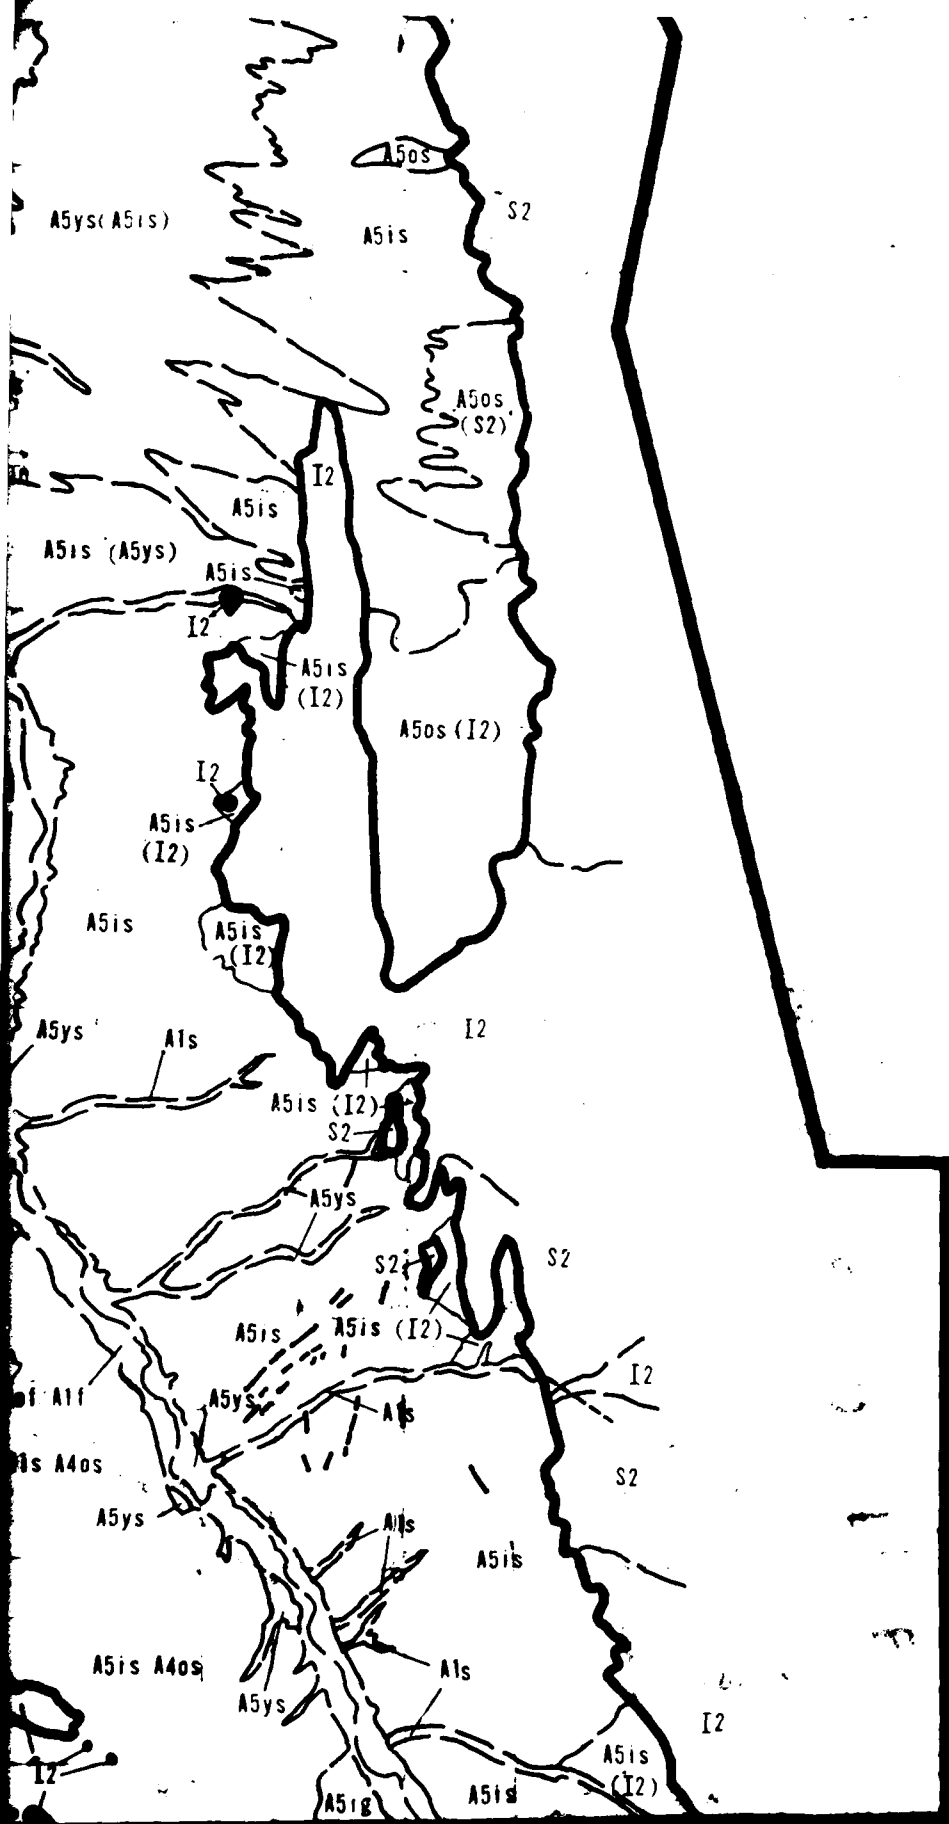 A5os
S2
A5ys(A5is)
A5is
A5os
(S2)
I2
A5is
A5is (A5ys)
A5is
I2
A5is
(I2)
A5os (I2)
I2
A5is
(I2)
A5is
A5is
(I2)
I2
A5ys
A1s
A5is (I2)
S2
A5ys
S2
S2
A5is
A5is (I2)
I2
A1f
A5ys
A1s
A4os
S2
A5ys
A1s
A5is
A5is A4os
A1s
A5ys
I2
A5is
(I2)
I2
A5is
A5ig